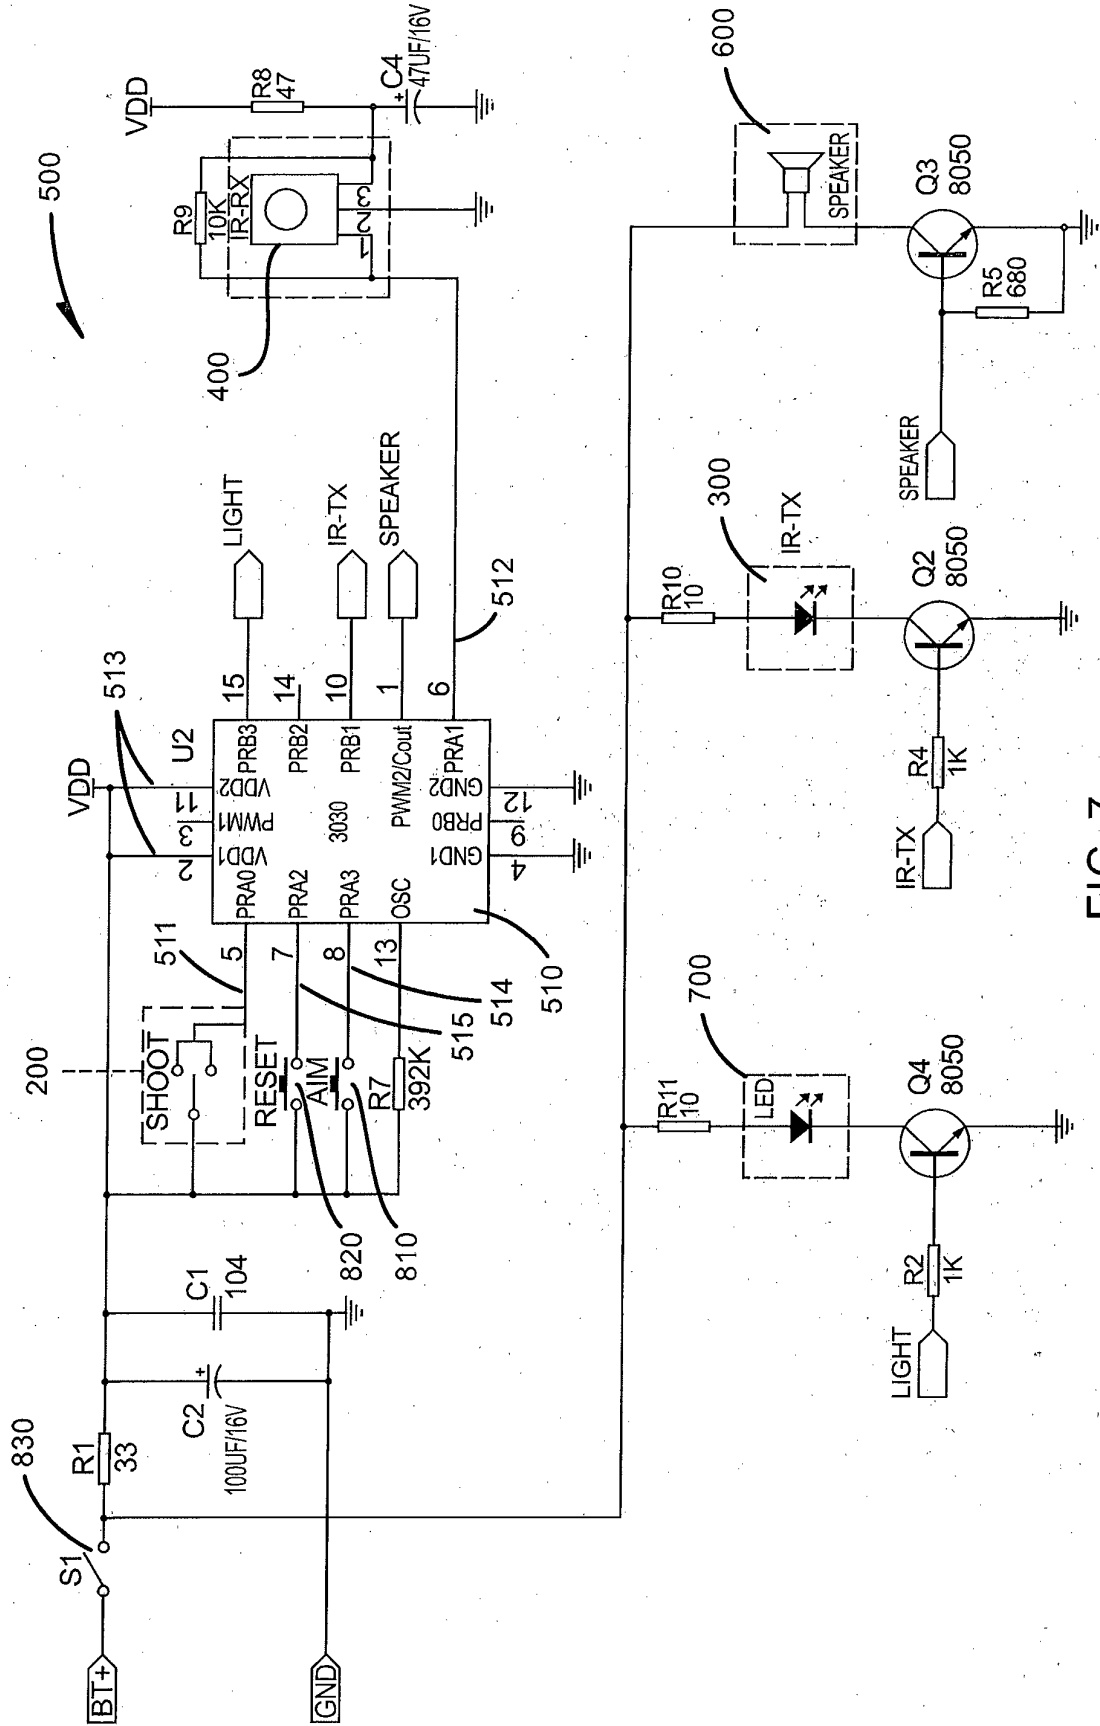 500
VDD
R8
47
C4
+
47UF/16V
R9
10K
IR-RX
1
2
3
400
LIGHT
IR-TX
SPEAKER
512
VDD
513
U2
2
3
11
VDD1
PWM1
VDD2
15
PRB3
14
PRB2
10
PRB1
1
PWM2/Cout
6
PRA1
3030
5
PRA0
7
PRA2
8
PRA3
13
OSC
GND1
PRB0
GND2
4
9
12
511
515
514
510
200
SHOOT
RESET
AIM
R7
392K
820
810
C1
104
C2
+
100UF/16V
830
S1
R1
33
BT+
GND
600
SPEAKER
Q3
8050
R5
680
SPEAKER
300
R10
10
IR-TX
Q2
8050
R4
1K
IR-TX
700
R11
10
LED
Q4
8050
R2
1K
LIGHT